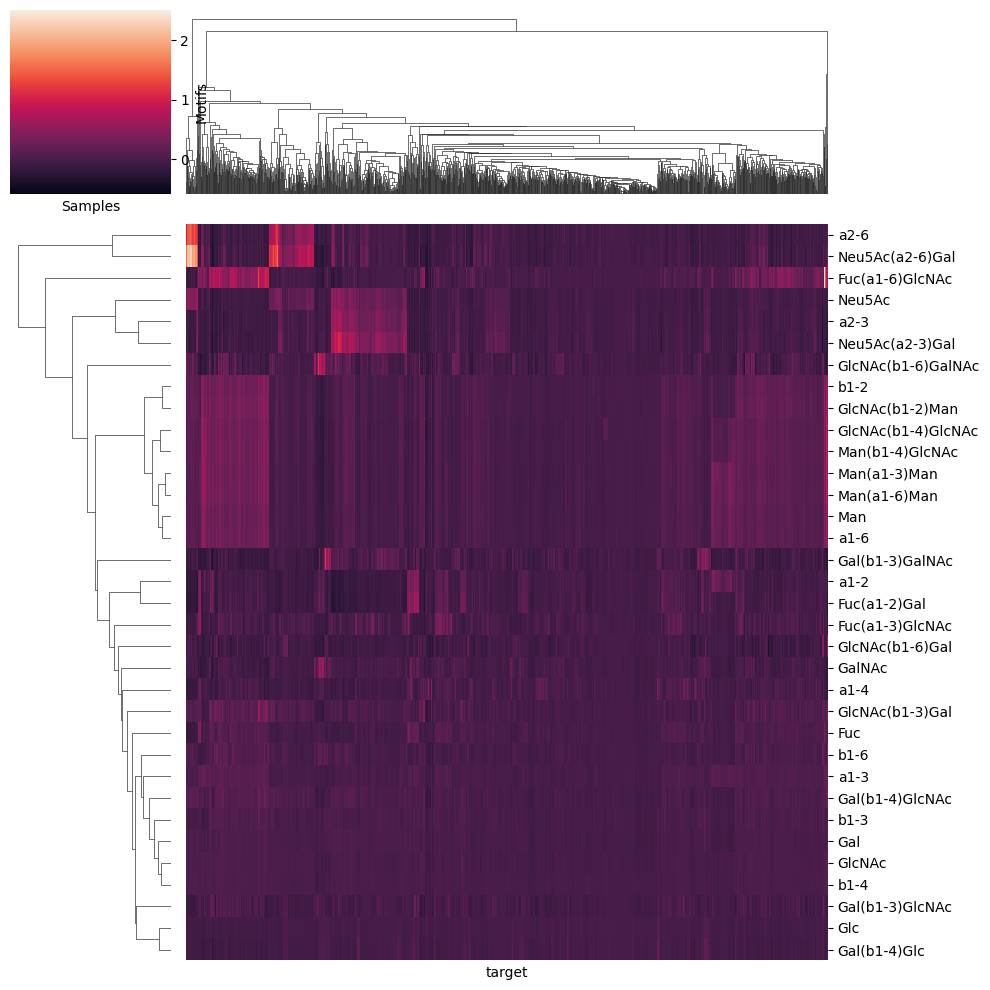 2
1
0
Motifs
Samples
a2-6
Neu5Ac(a2-6)Gal
Fuc(a1-6)GlcNAc
Neu5Ac
a2-3
Neu5Ac(a2-3)Gal
GlcNAc(b1-6)GalNAc
b1-2
GlcNAc(b1-2)Man
GlcNAc(b1-4)GlcNAc
Man(b1-4)GlcNAc
Man(a1-3)Man
Man(a1-6)Man
Man
a1-6
Gal(b1-3)GalNAc
a1-2
Fuc(a1-2)Gal
Fuc(a1-3)GlcNAc
GlcNAc(b1-6)Gal
GalNAc
a1-4
GlcNAc(b1-3)Gal
Fuc
b1-6
a1-3
Gal(b1-4)GlcNAc
b1-3
Gal
GlcNAc
b1-4
Gal(b1-3)GlcNAc
Glc
Gal(b1-4)Glc
target